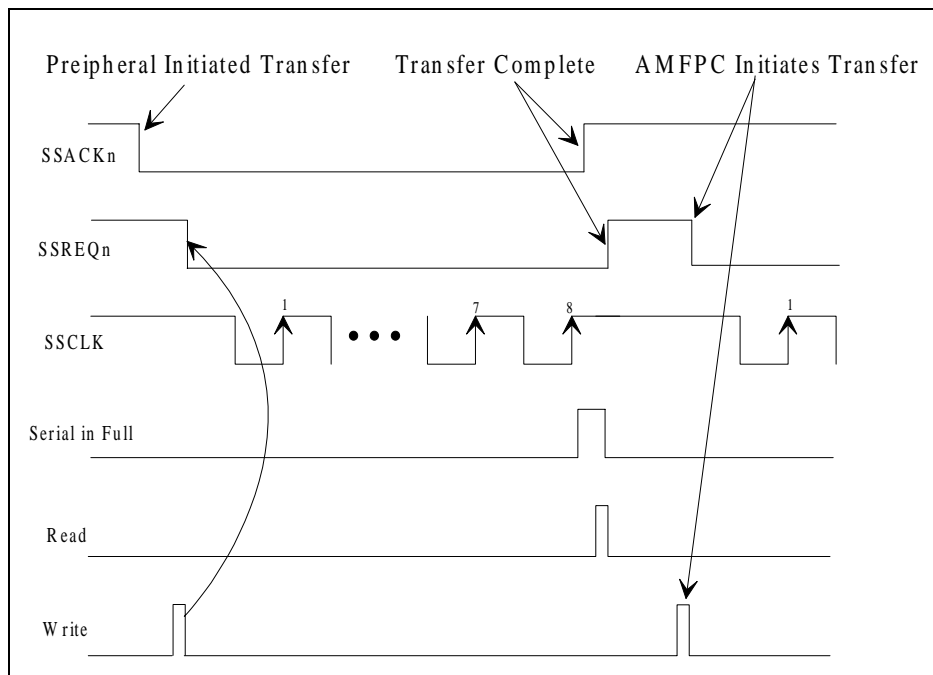 Preipheral Initiated Transfer Transfer Complete AMFPC Initiates Transfer
SSACKn
SSREQn
1 7 8 1
SSCLK
Serial in Full
Read
Write